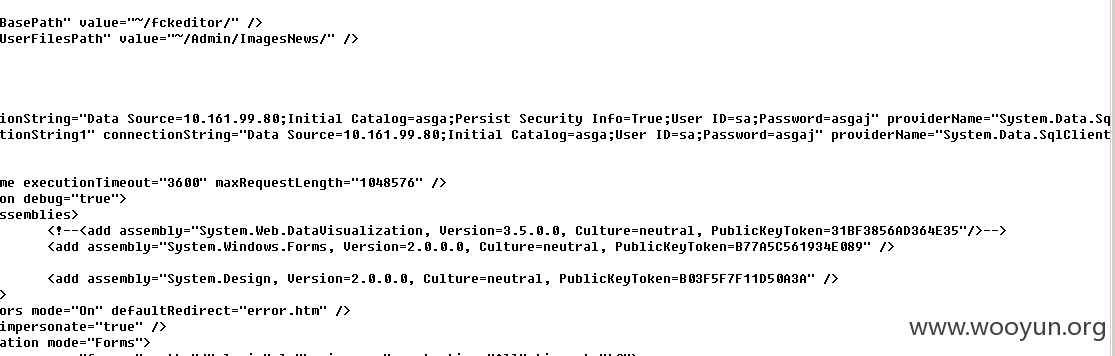 BasePath" value="~/fckeditor/" />
UserFilesPath" value="~/Admin/ImagesNews/" />
ionString="Data Source=10.161.99.80;Initial Catalog=asga;Persist Security Info=True;User ID=sa;Password=asgaj" providerName="System.Data.Sq
tionString1" connectionString="Data Source=10.161.99.80;Initial Catalog=asga;User ID=sa;Password=asgaj" providerName="System.Data.SqlClient
me executionTimeout="3600" maxRequestLength="1048576" />
on debug="true">
ssemblies>
<!--<add assembly="System.Web.DataVisualization, Version=3.5.0.0, Culture=neutral, PublicKeyToken=31BF3856AD364E35"/>-->
<add assembly="System.Windows.Forms, Version=2.0.0.0, Culture=neutral, PublicKeyToken=B77A5C561934E089" />
<add assembly="System.Design, Version=2.0.0.0, Culture=neutral, PublicKeyToken=B03F5F7F11D50A3A" />
>
ors mode="On" defaultRedirect="error.htm" />
impersonate="true" />
ation mode="Forms">
www.wooyun.org